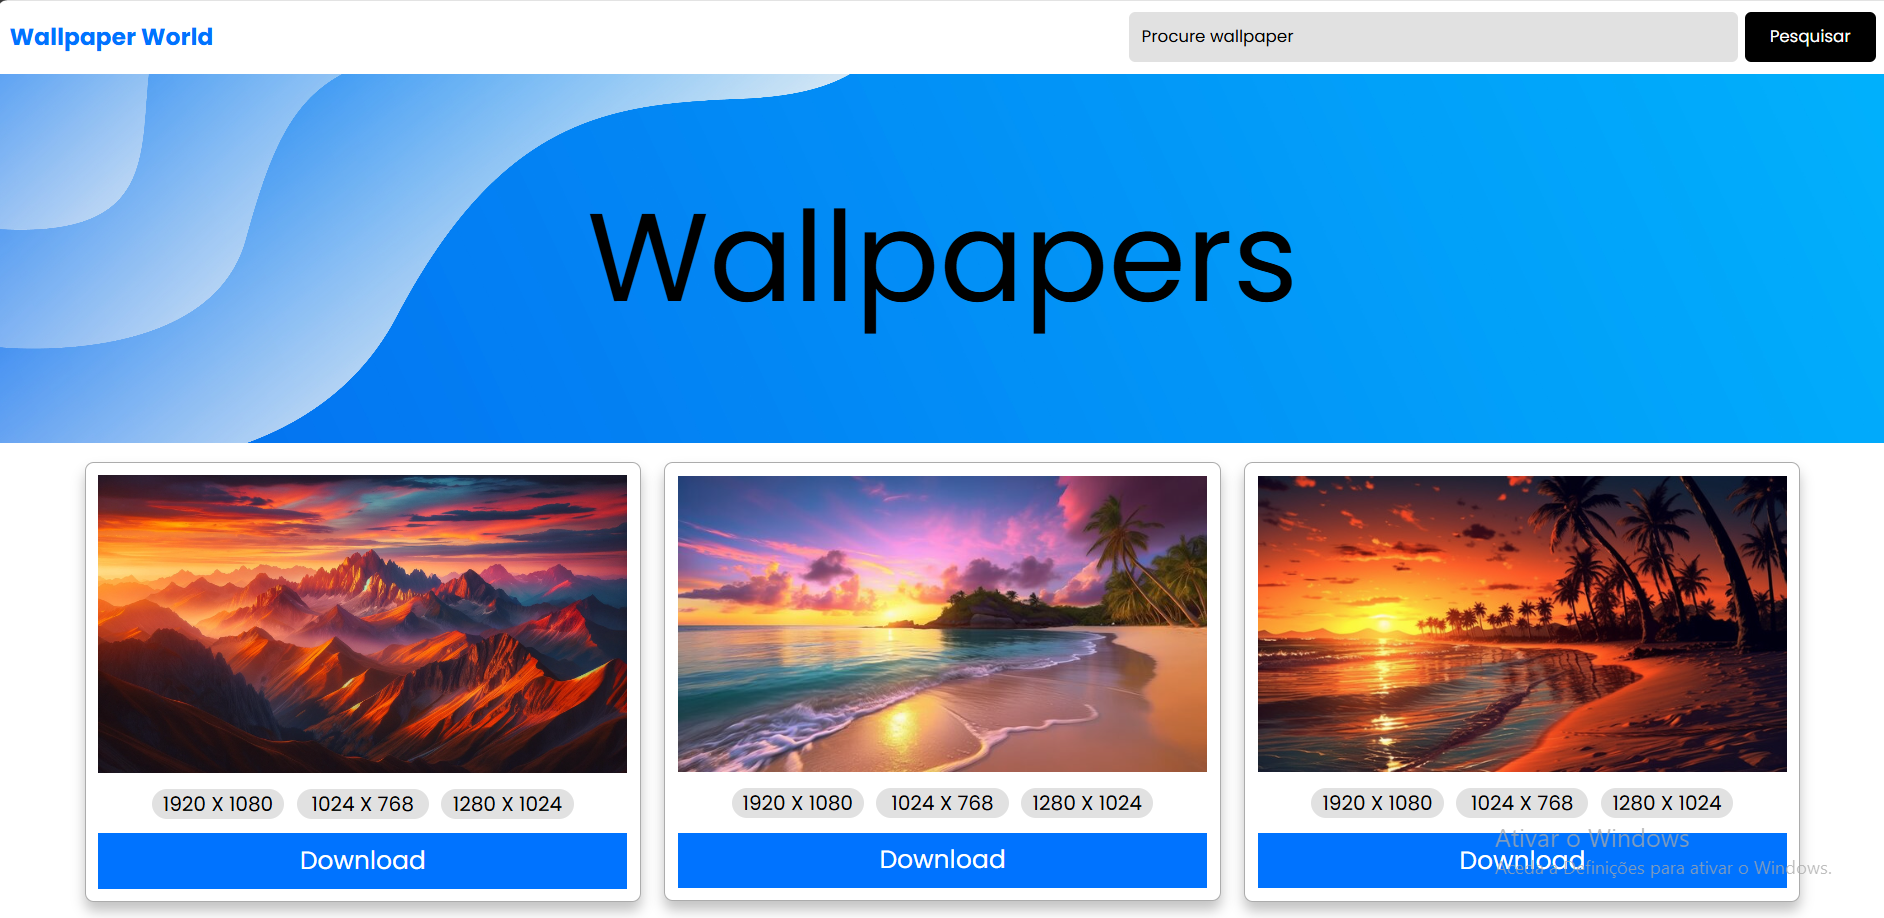 Wallpaper World
Procure wallpaper
Pesquisar
Wallpapers
1920 X 1080
1024 X 768
1280 X 1024
Download
1920 X 1080
1024 X 768
1280 X 1024
Download
1920 X 1080
1024 X 768
1280 X 1024
Download
Ativar o Windows
Aceda a Definições para ativar o Windows.